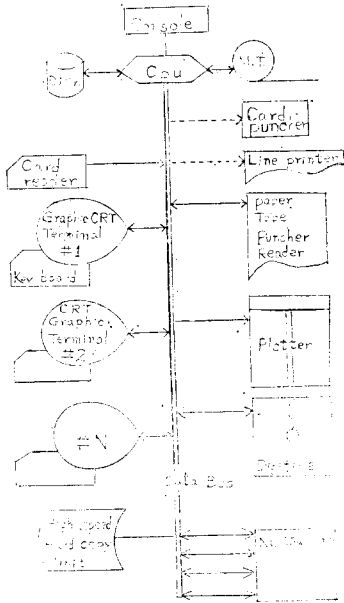 Console
M.T
Cpu
Card
puncher
Line printer
Card
reader
paper
Tape
Puncher
Reader
Graphic CRT
Terminal
#1
Key board
CRT
Graphic
Terminal
#2
Plotter
#N
Data Bus
High speed
Hard copy
unit